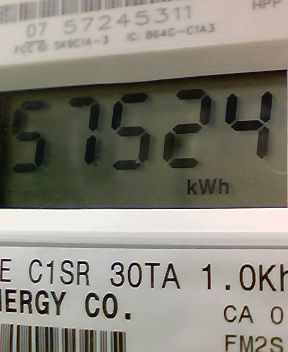 HPP
07 57245311
FCC ID: SK9C1A-3 IC: 864G-C1A3
57524
kWh
E C1SR 30TA 1.0Kh
NERGY CO.
CA 0
FM2S